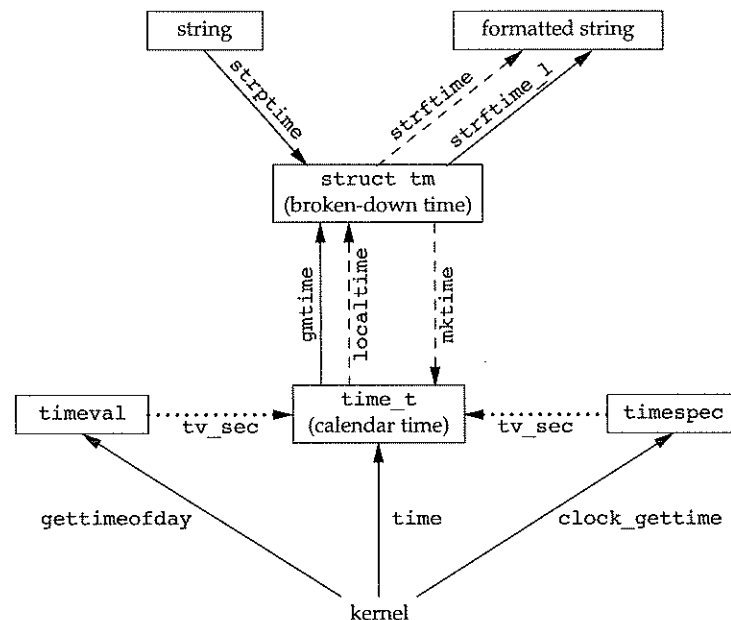 string
formatted string
strptime
strftime
strftime_l
struct tm
(broken-down time)
gmtime
localtime
mktime
timeval
tv_sec
time_t
(calendar time)
tv_sec
timespec
gettimeofday
time
clock_gettime
kernel